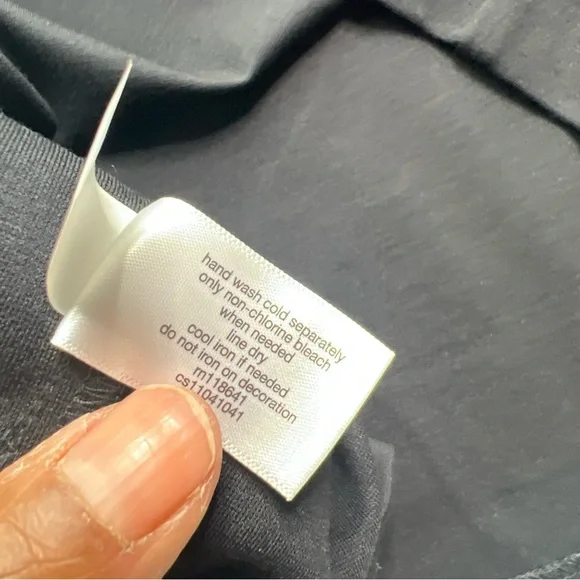 hand wash cold separately
only non-chlorine bleach
when needed
line dry
cool iron if needed
do not iron on decoration
rn118641
cs11041041